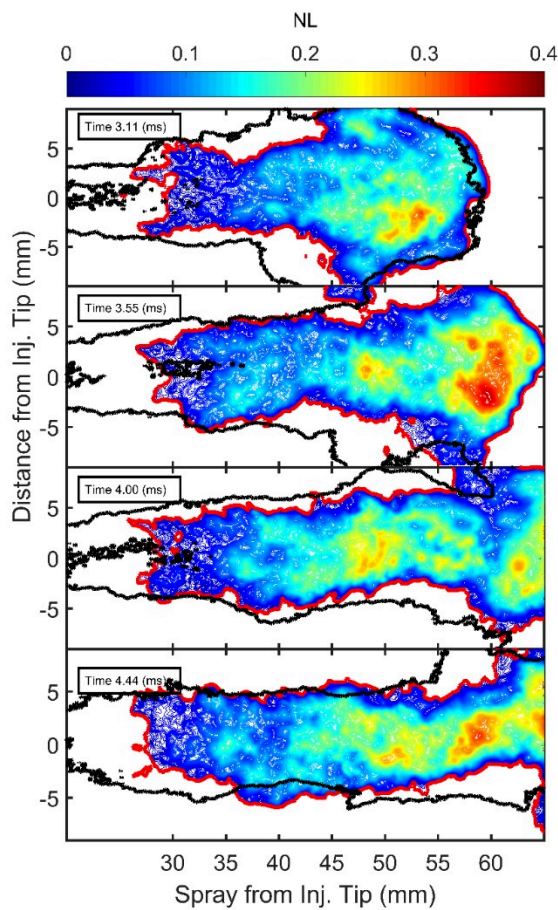 NL
0 0.1 0.2 0.3 0.4
Time 3.11 (ms)
5
0
-5
Time 3.55 (ms)
5
0
-5
Time 4.00 (ms)
5
0
-5
Time 4.44 (ms)
5
0
-5
Distance from Inj. Tip (mm)
30 35 40 45 50 55 60
Spray from Inj. Tip (mm)